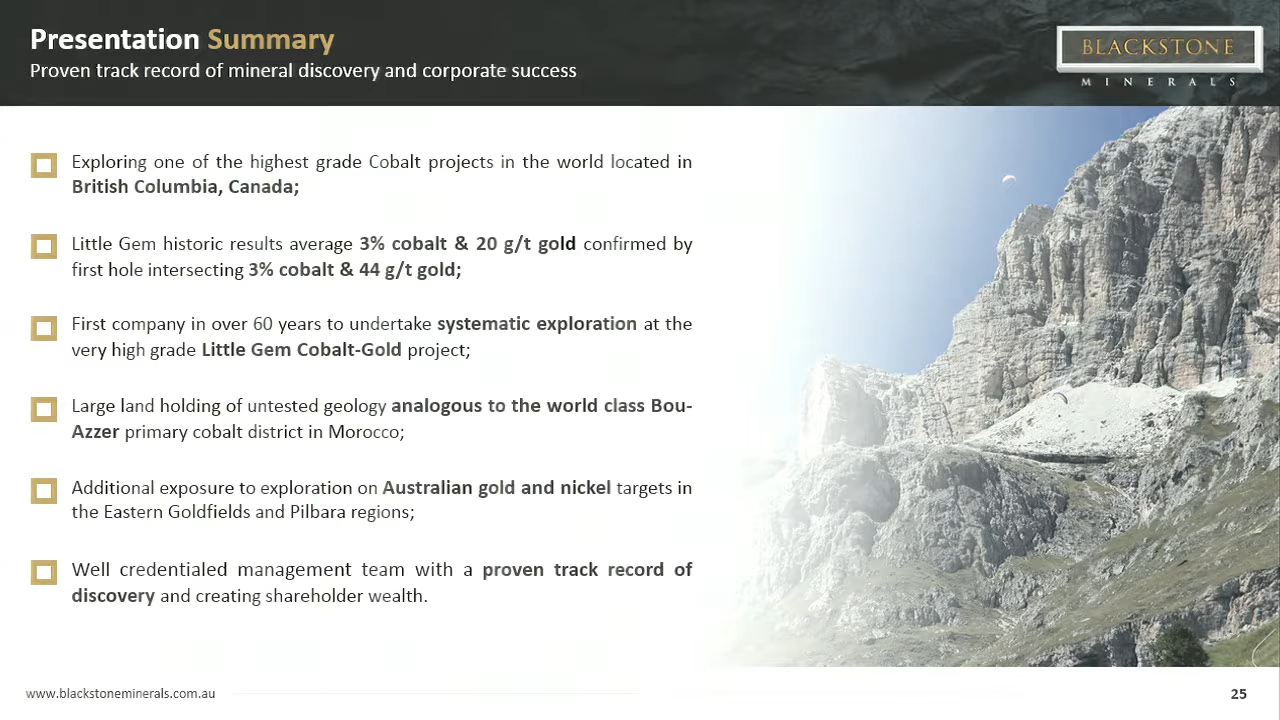 Presentation Summary
Proven track record of mineral discovery and corporate success
BLACKSTONE
MINERALS
Exploring one of the highest grade Cobalt projects in the world located in
British Columbia, Canada;
Little Gem historic results average 3% cobalt & 20 g/t gold confirmed by
first hole intersecting 3% cobalt & 44 g/t gold;
First company in over 60 years to undertake systematic exploration at the
very high grade Little Gem Cobalt-Gold project;
Large land holding of untested geology analogous to the world class Bou-
Azzer primary cobalt district in Morocco;
Additional exposure to exploration on Australian gold and nickel targets in
the Eastern Goldfields and Pilbara regions;
Well credentialed management team with a proven track record of
discovery and creating shareholder wealth.
www.blackstoneminerals.com.au
25